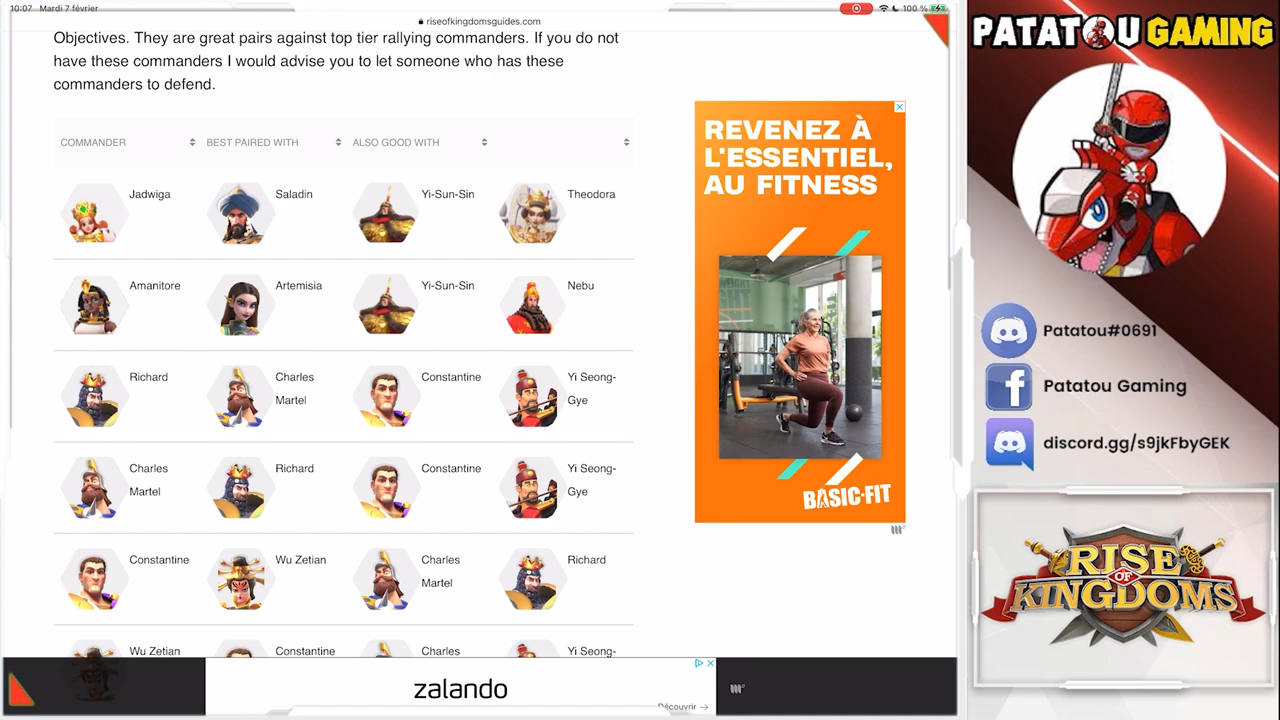 10:07 Mardi 7 février
100 %
riseofkingdomsguides.com
Objectives. They are great pairs against top tier rallying commanders. If you do not
have these commanders I would advise you to let someone who has these
commanders to defend.
COMMANDER BEST PAIRED WITH ALSO GOOD WITH
Jadwiga Saladin Yi-Sun-Sin Theodora
Amanitore Artemisia Yi-Sun-Sin Nebu
Richard Charles Constantine Yi Seong-
Martel Gye
Charles Richard Constantine Yi Seong-
Martel Gye
Constantine Wu Zetian Charles Richard
Martel
Wu Zetian Constantine Charles Yi Seong-
REVENEZ À
L'ESSENTIEL,
AU FITNESS
BASIC-FIT
zalando
Découvrir →
PATATOU GAMING
Patatou#0691
Patatou Gaming
discord.gg/s9jkFbyGEK
RISE
OF
KINGDOMS